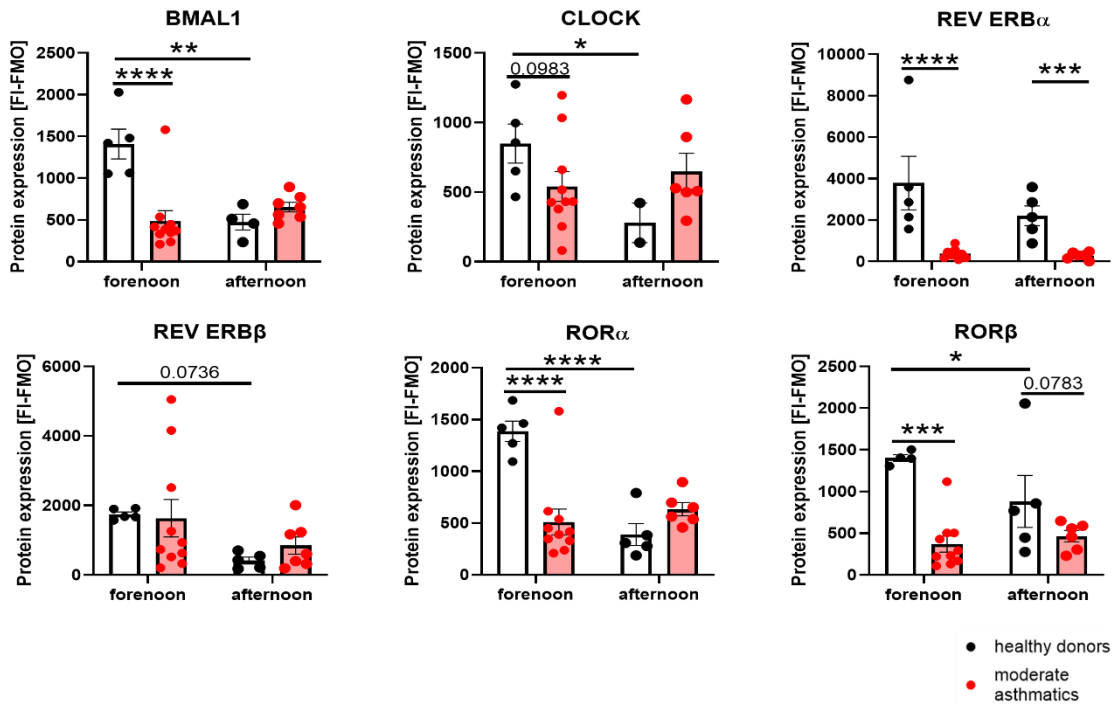 BMAL1
Protein expression [FI-FMO]
2500
2000
1500
1000
500
0
**
****
forenoon
afternoon
CLOCK
Protein expression [FI-FMO]
1500
1000
500
0
*
0.0983
forenoon
afternoon
REV ERBα
Protein expression [FI-FMO]
10000
8000
6000
4000
2000
0
****
***
forenoon
afternoon
REV ERBβ
Protein expression [FI-FMO]
6000
4000
2000
0
0.0736
forenoon
afternoon
RORα
Protein expression [FI-FMO]
2000
1500
1000
500
0
****
****
forenoon
afternoon
RORβ
Protein expression [FI-FMO]
2500
2000
1500
1000
500
0
*
0.0783
***
forenoon
afternoon
healthy donors
moderate
asthmatics